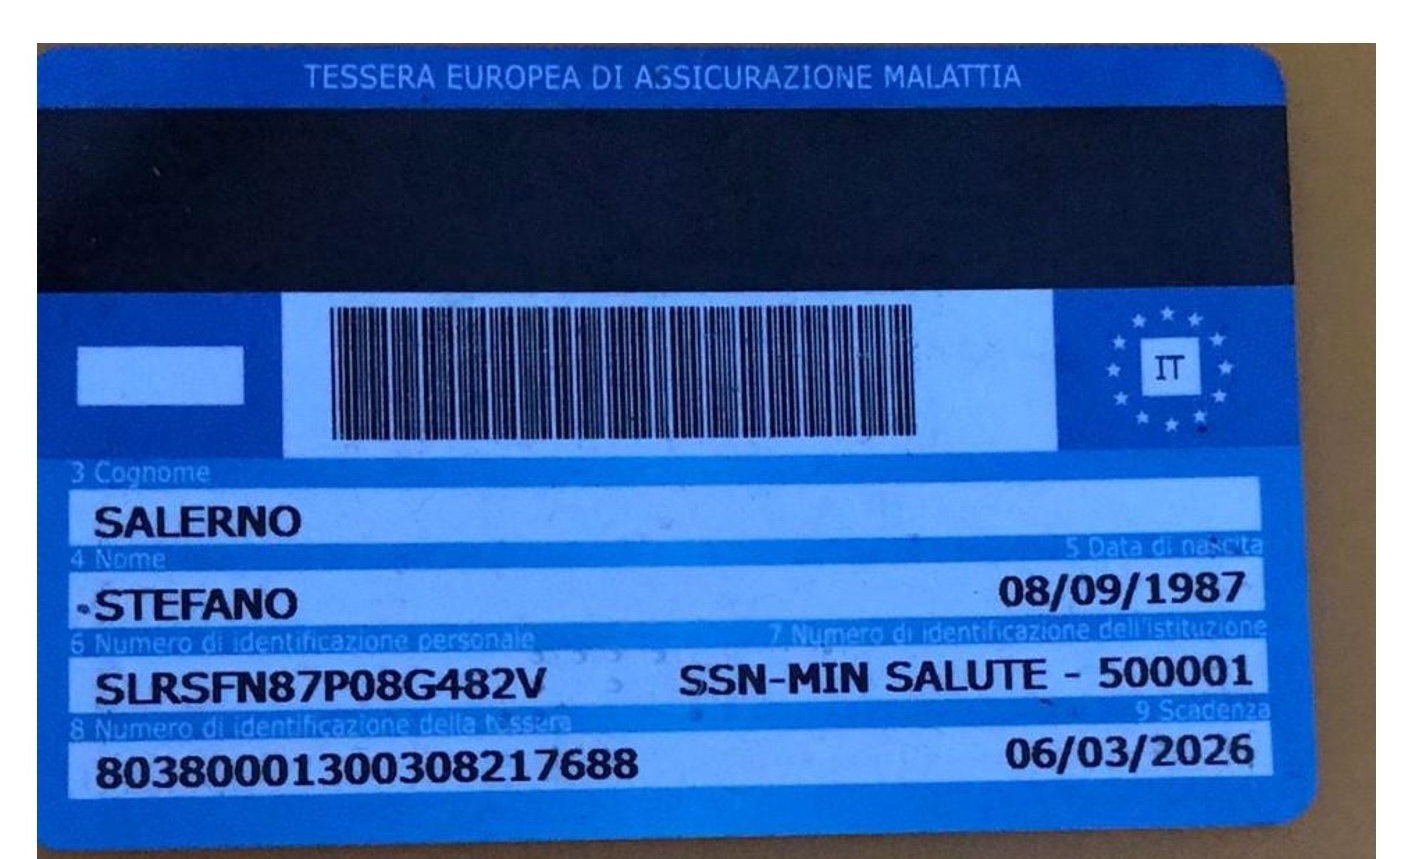 TESSERA EUROPEA DI ASSICURAZIONE MALATTIA
IT
3 Cognome
SALERNO
4 Nome 5 Data di nascita
STEFANO 08/09/1987
6 Numero di identificazione personale 7 Numero di identificazione dell'istituzione
SLRSFN87P08G482V SSN-MIN SALUTE - 500001
8 Numero di identificazione della tessera 9 Scadenza
80380001300308217688 06/03/2026